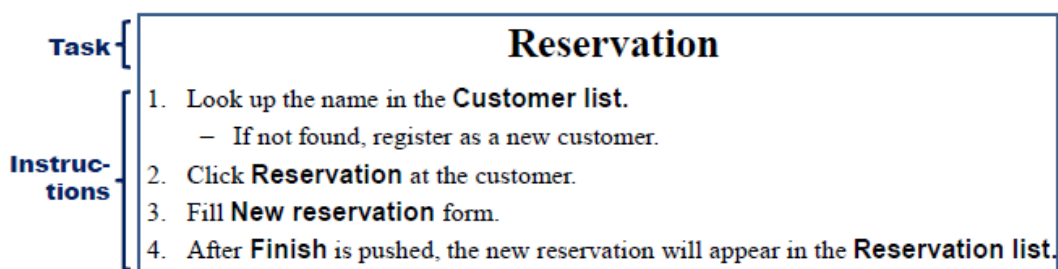 Task
Reservation
1. Look up the name in the Customer list.
– If not found, register as a new customer.
Instruc-
tions
2. Click Reservation at the customer.
3. Fill New reservation form.
4. After Finish is pushed, the new reservation will appear in the Reservation list.